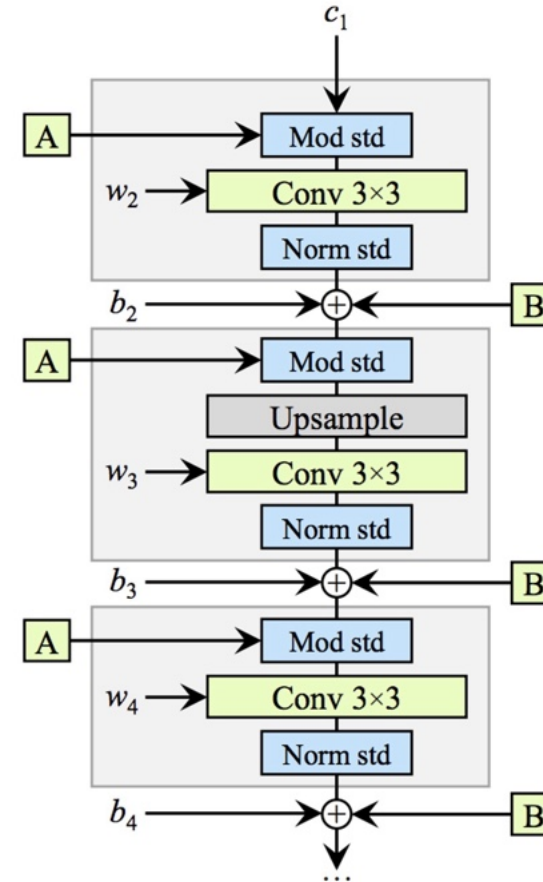 c₁
A Mod std
w₂ Conv 3×3
Norm std
b₂ + B
A Mod std
Upsample
w₃ Conv 3×3
Norm std
b₃ + B
A Mod std
w₄ Conv 3×3
Norm std
b₄ + B
...